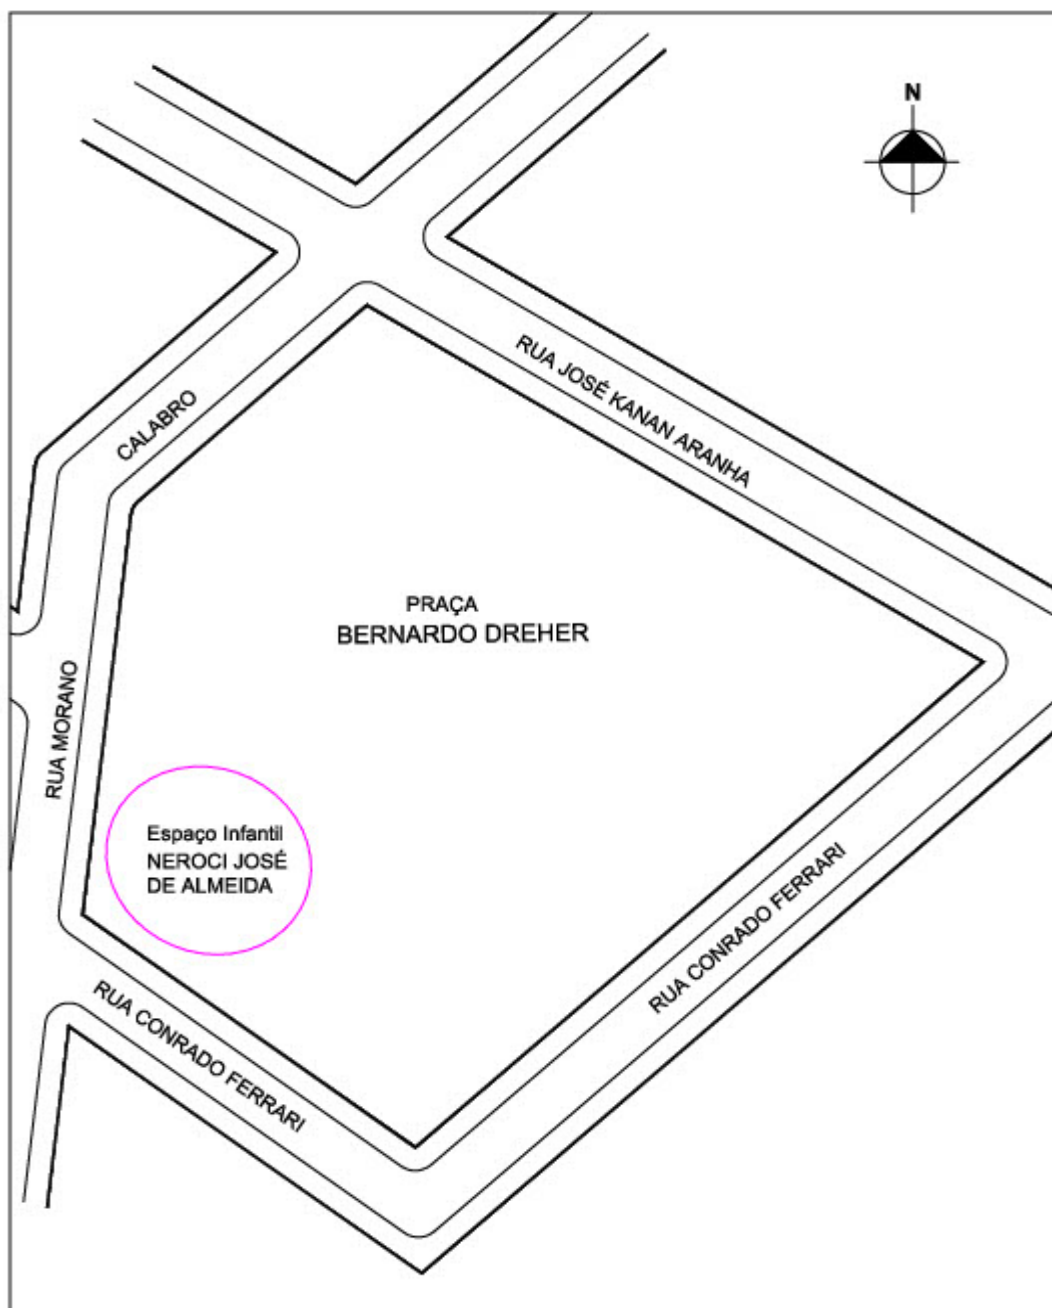 N
RUA JOSÉ KANAN ARANHA
CALABRO
PRAÇA
BERNARDO DREHER
RUA MORANO
Espaço Infantil
NEROCI JOSÉ
DE ALMEIDA
RUA CONRADO FERRARI
RUA CONRADO FERRARI